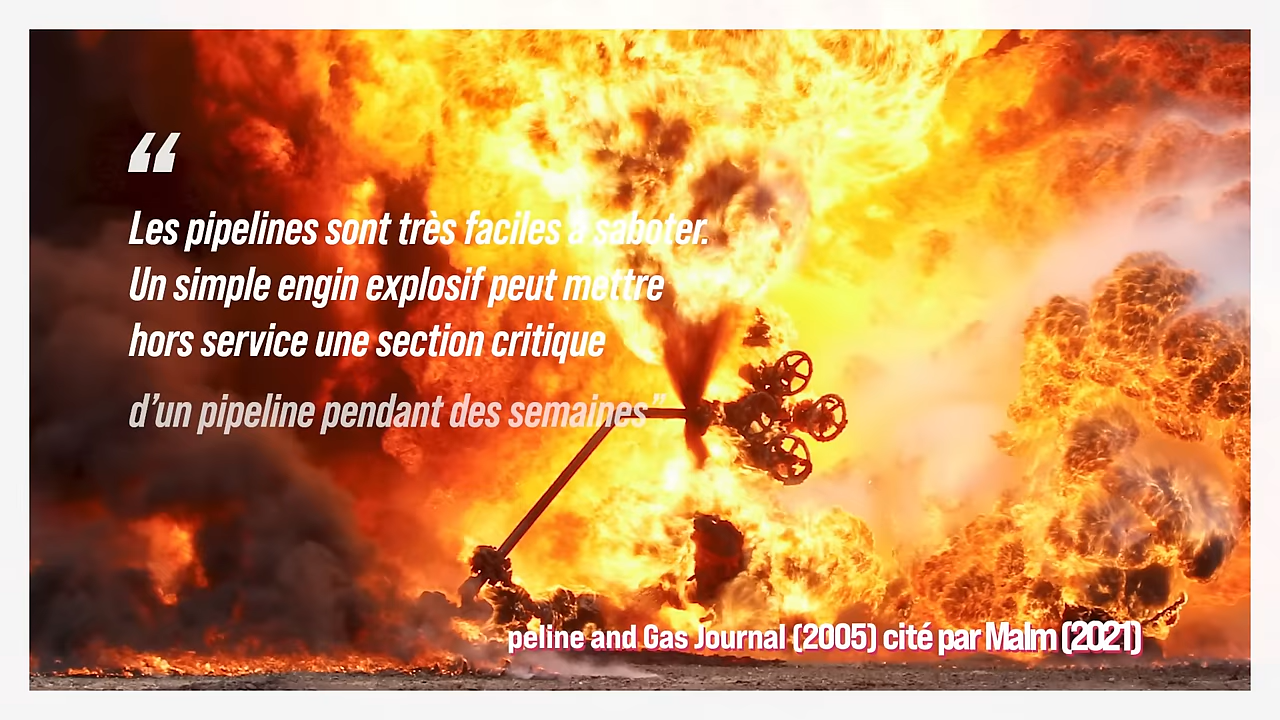 “
Les pipelines sont très faciles à saboter.
Un simple engin explosif peut mettre
hors service une section critique
d’un pipeline pendant des semaines”
peline and Gas Journal (2005) cité par Malm (2021)